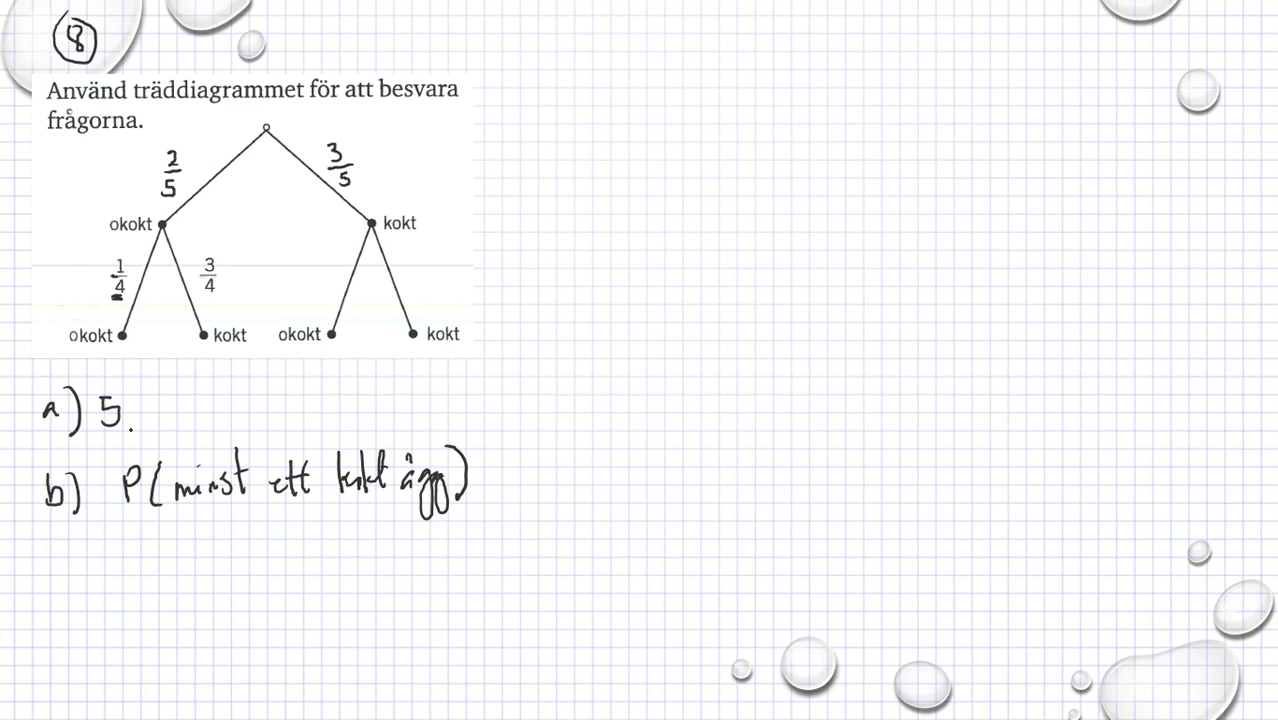 8
Använd träddiagrammet för att besvara
frågorna.
2/5 3/5
okokt kokt
1/4 3/4
okokt kokt okokt kokt
a) 5.
b) P(minst ett kokt ägg)